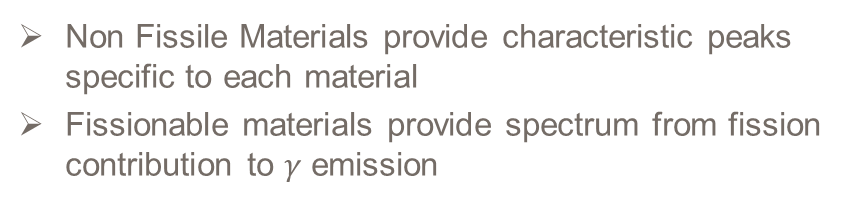 ➢ Non Fissile Materials provide characteristic peaks
specific to each material
➢ Fissionable materials provide spectrum from fission
contribution to γ emission